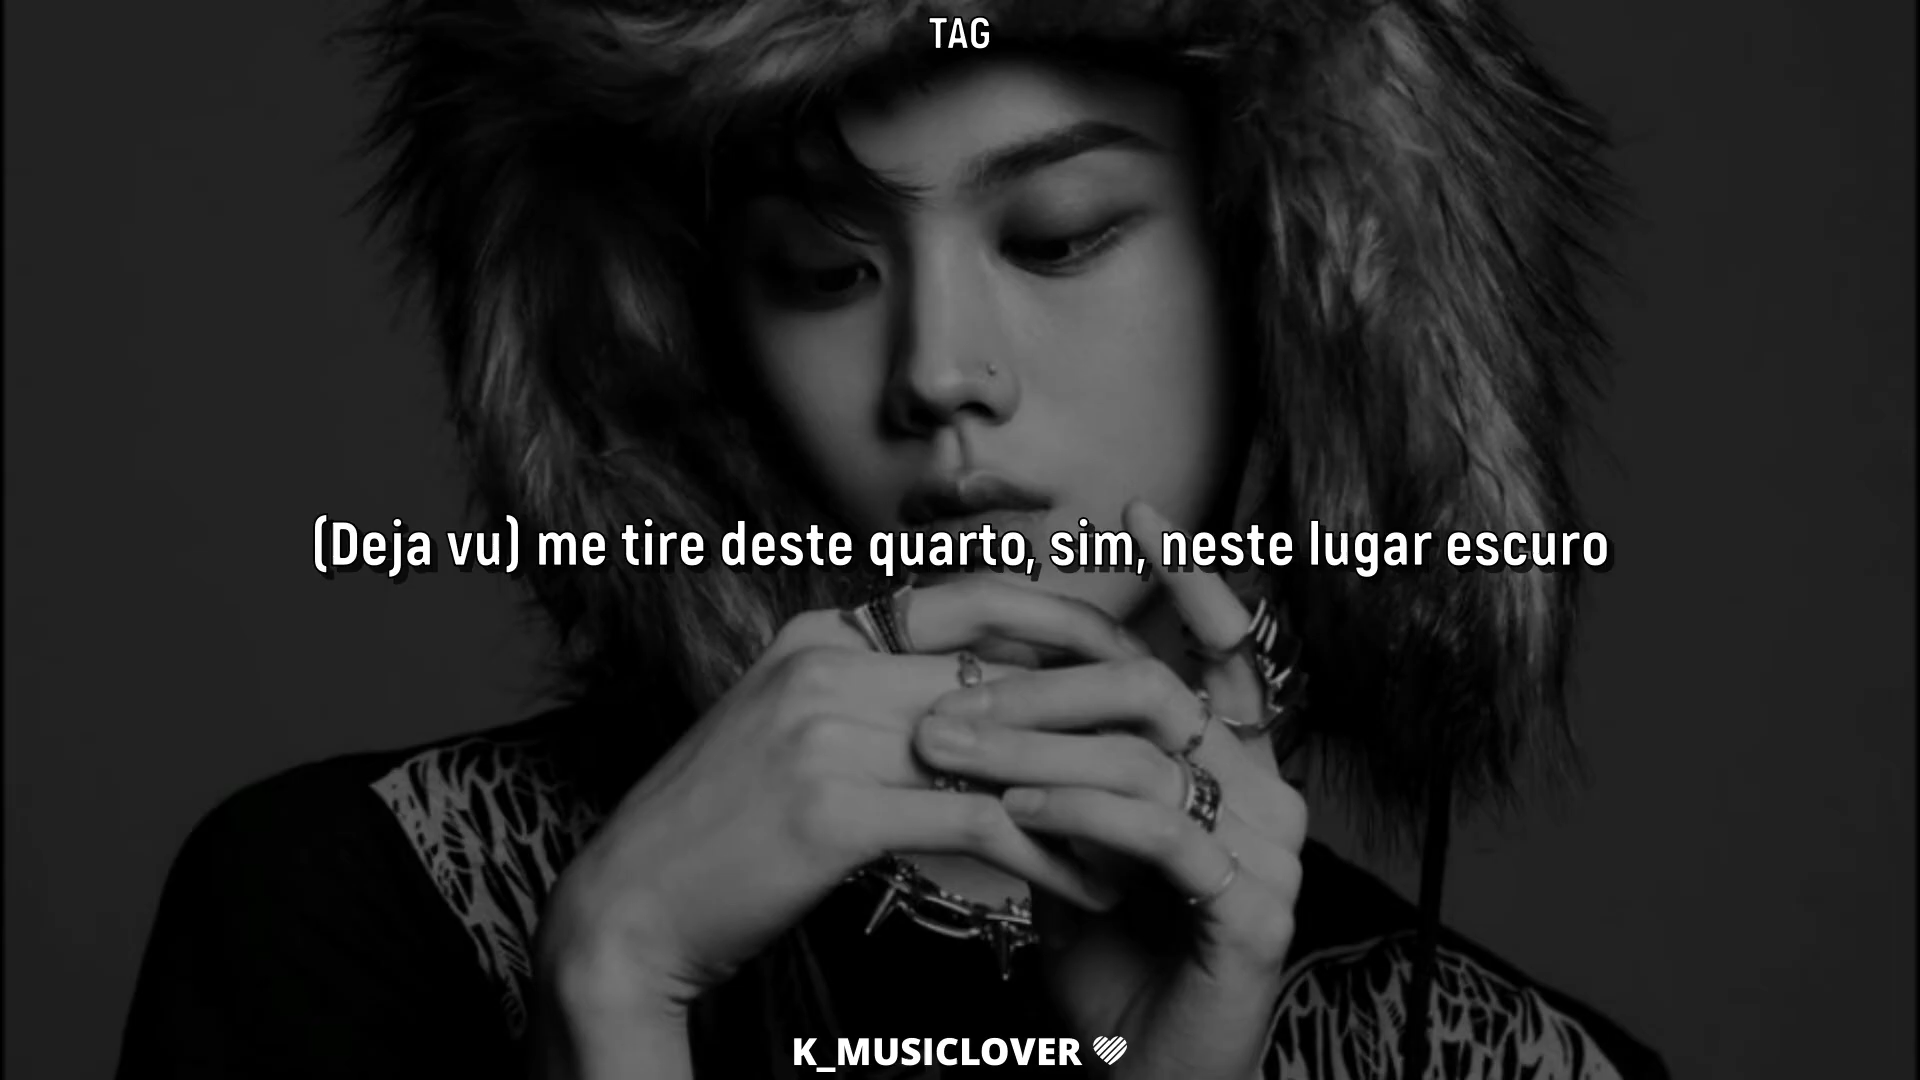 TAG
(Deja vu) me tire deste quarto, sim, neste lugar escuro
K_MUSICLOVER